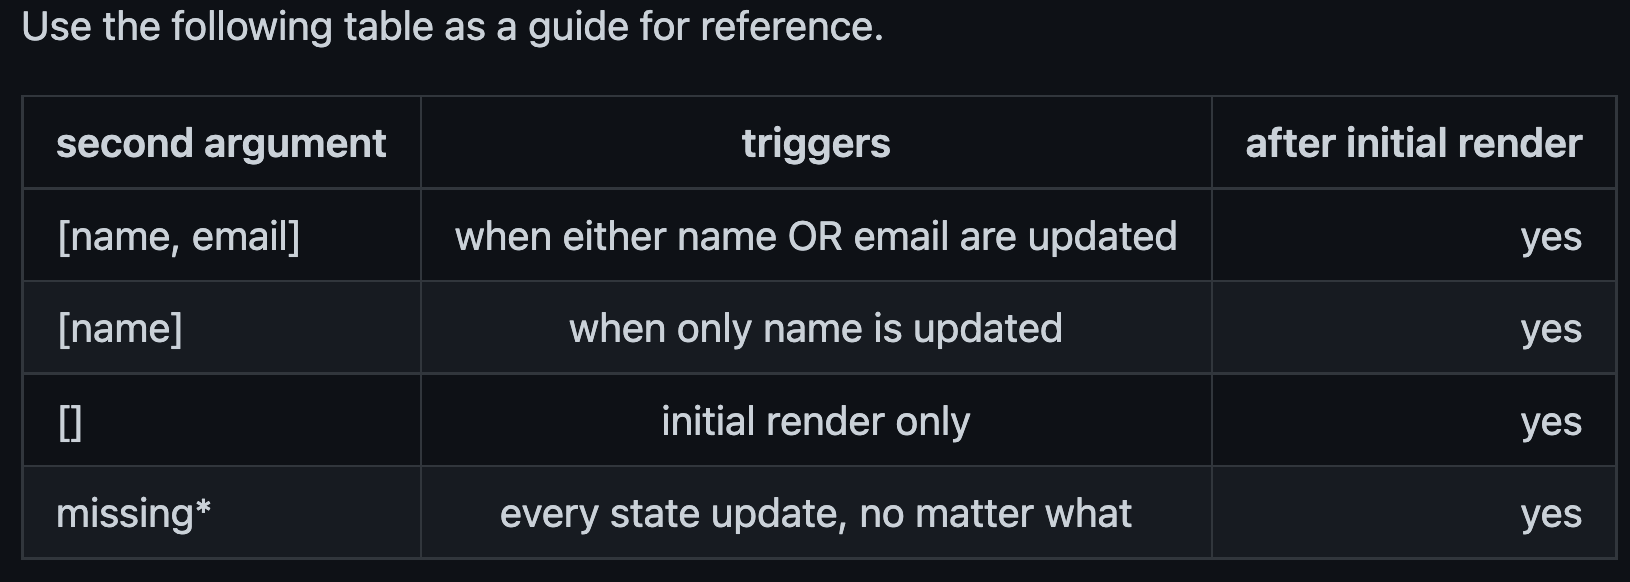 Use the following table as a guide for reference.
second argument triggers after initial render
[name, email] when either name OR email are updated yes
[name] when only name is updated yes
[] initial render only yes
missing* every state update, no matter what yes